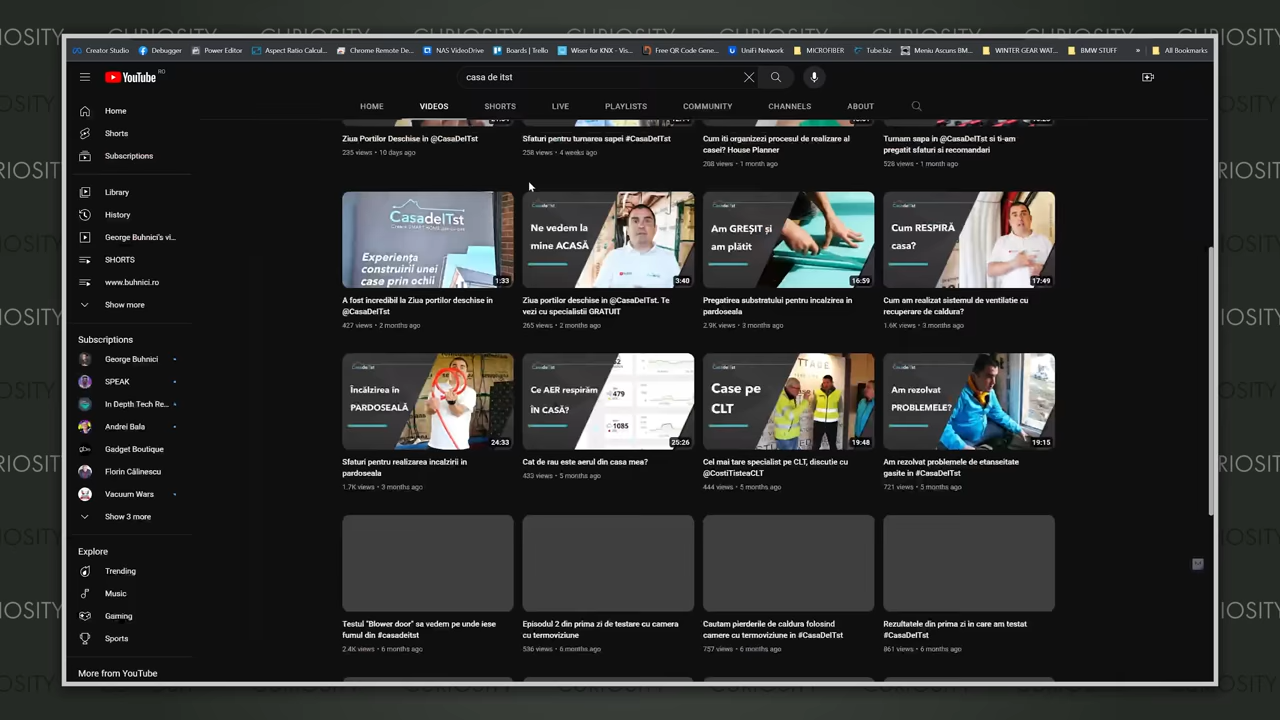 CURIOSITY CURIOSITY CURIOSITY CURIOSITY
Creator Studio Debugger Power Editor Aspect Ratio Calcul... Chrome Remote De... NAS VideoDrive Boards | Trello Wiser for KNX - Vis... Free QR Code Gene... UniFi Network MICROFIBER Tube.biz Meniu Ascuns BM... WINTER GEAR WAT... BMW STUFF » All Bookmarks
YouTube RO casa de itst
HOME VIDEOS SHORTS LIVE PLAYLISTS COMMUNITY CHANNELS ABOUT
Home
Shorts
Subscriptions
Library
History
George Buhnici's vi...
SHORTS
www.buhnici.ro
Show more
Subscriptions
George Buhnici
SPEAK
In Depth Tech Re...
Andrei Bala
Gadget Boutique
Florin Călinescu
Vacuum Wars
Show 3 more
Explore
Trending
Music
Gaming
Sports
More from YouTube
Ziua Portilor Deschise in @CasaDeITst
235 views • 10 days ago
Sfaturi pentru turnarea sapei #CasaDeITst
258 views • 4 weeks ago
Cum iti organizezi procesul de realizare al
casei? House Planner
208 views • 1 month ago
Turnam sapa in @CasaDeITst si ti-am
pregatit sfaturi si recomandari
528 views • 1 month ago
CasadeITst
Experiența
construirii unei
case prin ochii
1:33
A fost incredibil la Ziua portilor deschise in
@CasaDeITst
427 views • 2 months ago
Ne vedem la
mine ACASĂ
3:40
Ziua portilor deschise in @CasaDeITst. Te
vezi cu specialistii GRATUIT
265 views • 2 months ago
Am GREȘIT și
am plătit
16:59
Pregatirea substratului pentru incalzirea in
pardoseala
2.9K views • 3 months ago
Cum RESPIRĂ
casa?
17:49
Cum am realizat sistemul de ventilatie cu
recuperare de caldura?
1.6K views • 3 months ago
Încălzirea în
PARDOSEALĂ
24:33
Sfaturi pentru realizarea incalzirii in
pardoseala
1.7K views • 3 months ago
Ce AER respirăm
ÎN CASĂ?
479
1085
25:26
Cat de rau este aerul din casa mea?
433 views • 5 months ago
Case pe
CLT
19:48
Cel mai tare specialist pe CLT, discutie cu
@CostiTisteaCLT
444 views • 5 months ago
Am rezolvat
PROBLEMELE?
19:15
Am rezolvat problemele de etanseitate
gasite in #CasaDeITst
721 views • 5 months ago
Testul "Blower door" sa vedem pe unde iese
fumul din #casadeitst
2.4K views • 6 months ago
Episodul 2 din prima zi de testare cu camera
cu termoviziune
536 views • 6 months ago
Cautam pierderile de caldura folosind
camere cu termoviziune in #CasaDeITst
757 views • 6 months ago
Rezultatele din prima zi in care am testat
#CasaDeITst
861 views • 6 months ago